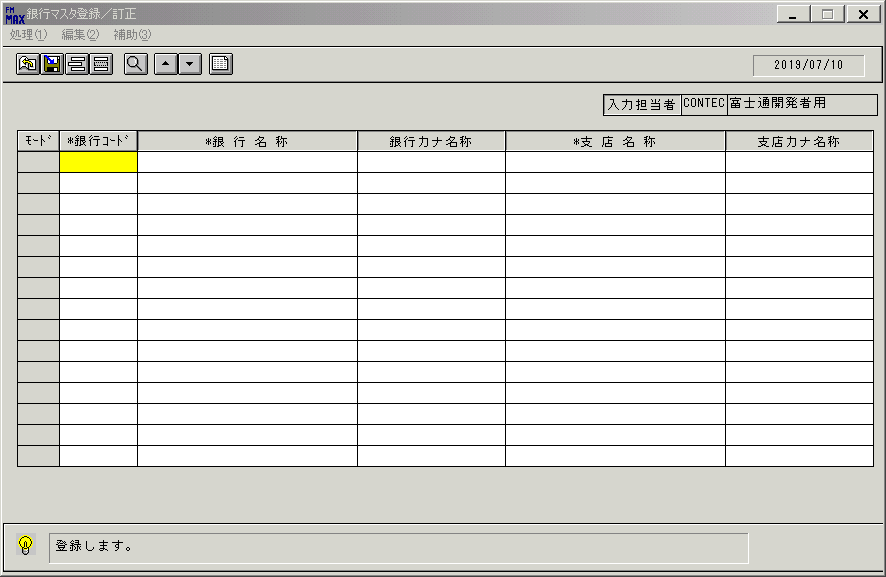 FM MAX 銀行マスタ登録／訂正
処理(1) 編集(2) 補助(3)
2019/07/10
入力担当者 CONTEC 富士通開発者用
ﾓｰﾄﾞ *銀行ｺｰﾄﾞ *銀 行 名 称 銀行カナ名称 *支 店 名 称 支店カナ名称
登録します。